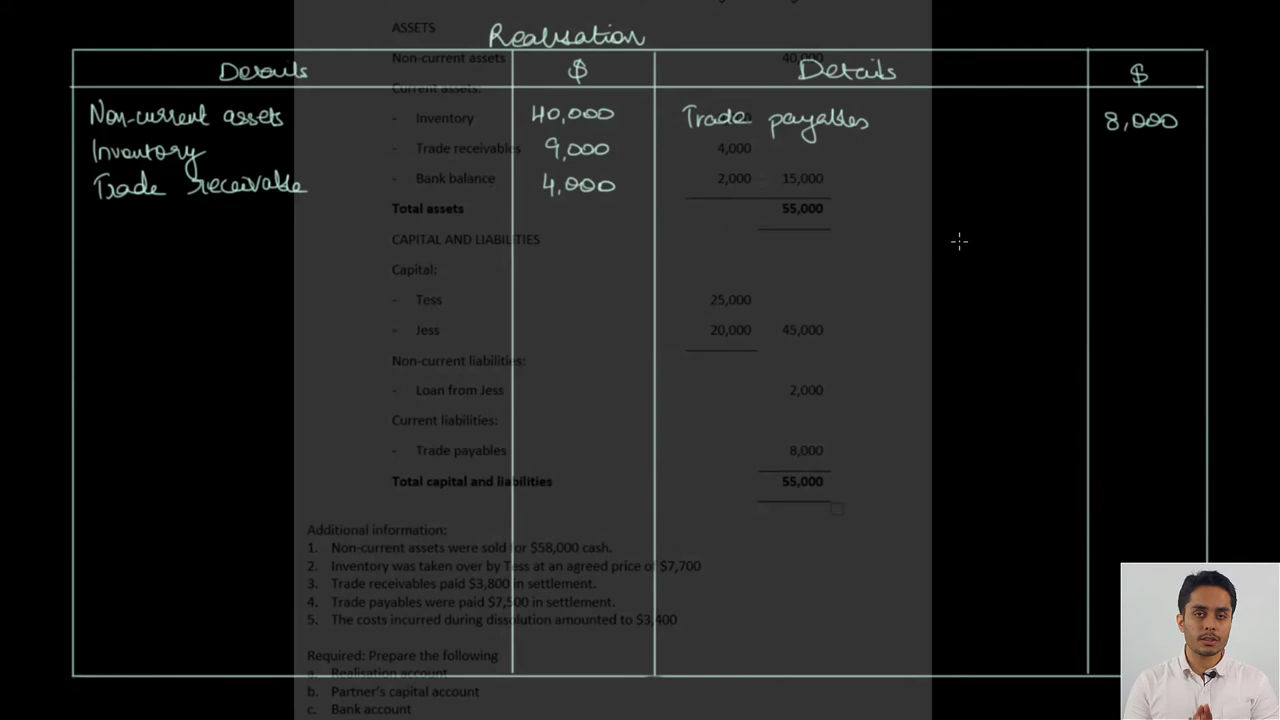 Realisation
Details $ Details $
Non-current assets 40,000 Trade payables 8,000
Inventory 9,000
Trade receivable 4,000
ASSETS
Non-current assets 40,000
Current assets:
- Inventory
- Trade receivables 4,000
- Bank balance 2,000 15,000
Total assets 55,000
CAPITAL AND LIABILITIES
Capital:
- Tess 25,000
- Jess 20,000 45,000
Non-current liabilities:
- Loan from Jess 2,000
Current liabilities:
- Trade payables 8,000
Total capital and liabilities 55,000
Additional information:
1. Non-current assets were sold for $58,000 cash.
2. Inventory was taken over by Tess at an agreed price of $7,700
3. Trade receivables paid $3,800 in settlement.
4. Trade payables were paid $7,500 in settlement.
5. The costs incurred during dissolution amounted to $3,400
Required: Prepare the following
a. Realisation account
b. Partner's capital account
c. Bank account